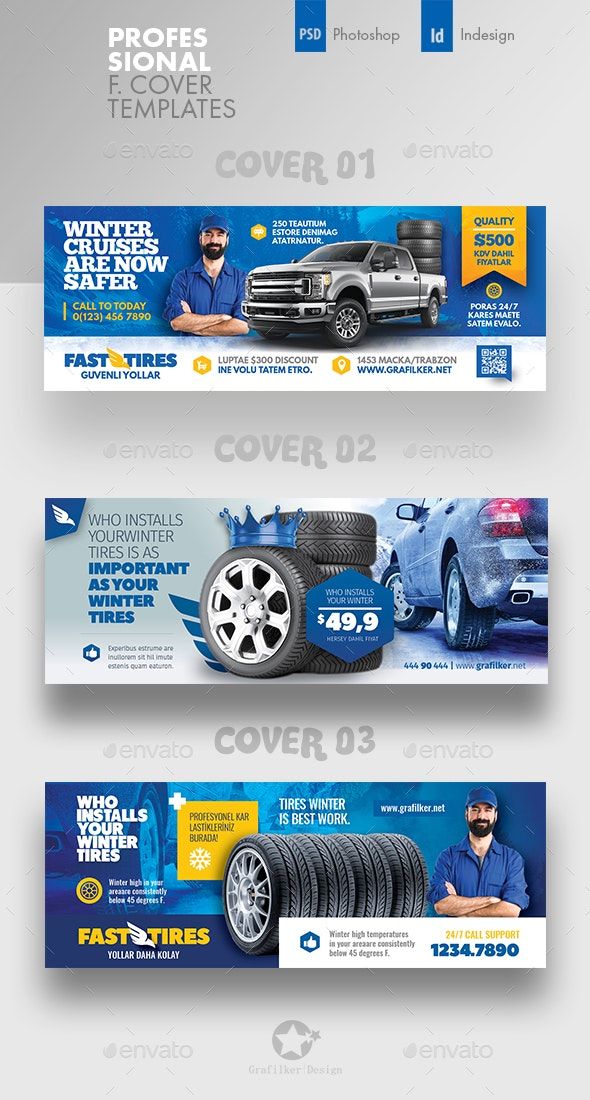 PROFES
SIONAL
F. COVER
TEMPLATES
PSD
Photoshop
Id
Indesign
envato
envato
COVER 01
WINTER
CRUISES
ARE NOW
SAFER
CALL TO TODAY
0(123) 456 7890
250 TEAUTIUM
ESTORE DENIMAG
ATATRNATUR.
QUALITY
$500
KDV DAHIL
FIYATLAR
PORAS 24/7
KARES MAETE
SATEM EVALO.
FAST TIRES
GUVENLI YOLLAR
LUPTAE $300 DISCOUNT
INE VOLU TATEM ETRO.
1453 MACKA/TRABZON
WWW.GRAFILKER.NET
envato
envato
COVER 02
WHO INSTALLS
YOURWINTER
TIRES IS AS
IMPORTANT
AS YOUR
WINTER
TIRES
Experibus estrume are
inullorem sit hil imute
estenis quam eaturon.
WHO INSTALLS
YOUR WINTER
$49,9
HERSEY DAHIL FIYAT
444 90 444 | www.grafilker.net
envato
envato
COVER 03
WHO
INSTALLS
YOUR
WINTER
TIRES
PROFESYONEL KAR
LASTİKLERİNİZ
BURADA!
TIRES WINTER
IS BEST WORK.
www.grafilker.net
Winter high in your
areaare consistently
below 45 degrees F.
FAST TIRES
YOLLAR DAHA KOLAY
Winter high temperatures
in your areaare consistently
below 45 degrees F.
24/7 CALL SUPPORT
1234.7890
envato
envato
Grafilker Design